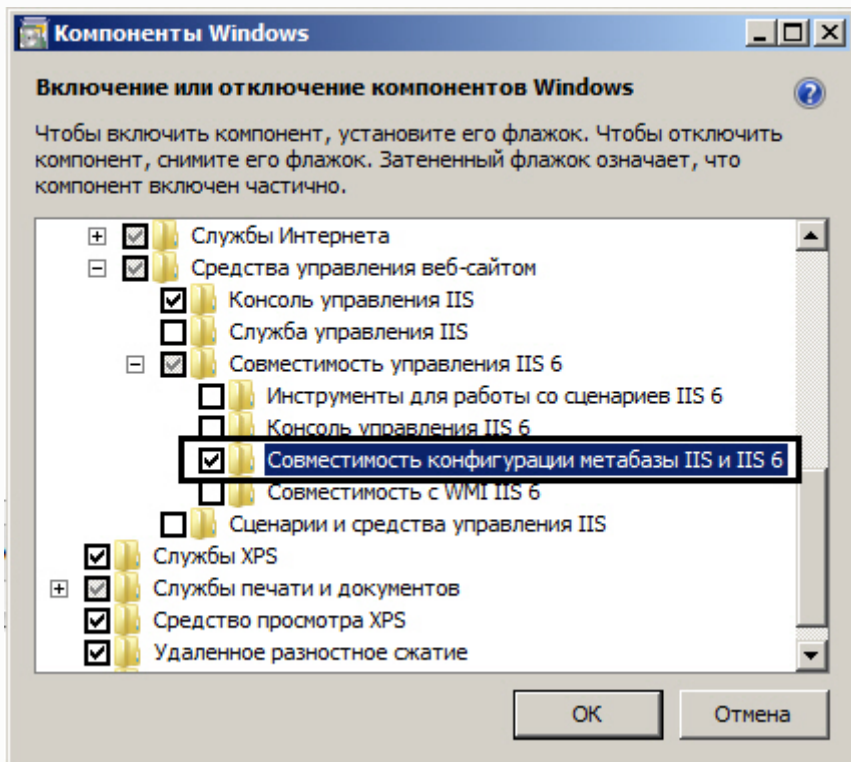 Компоненты Windows
Включение или отключение компонентов Windows
Чтобы включить компонент, установите его флажок. Чтобы отключить
компонент, снимите его флажок. Затененный флажок означает, что
компонент включен частично.
Службы Интернета
Средства управления веб-сайтом
Консоль управления IIS
Служба управления IIS
Совместимость управления IIS 6
Инструменты для работы со сценариев IIS 6
Консоль управления IIS 6
Совместимость конфигурации метабазы IIS и IIS 6
Совместимость с WMI IIS 6
Сценарии и средства управления IIS
Службы XPS
Службы печати и документов
Средство просмотра XPS
Удаленное разностное сжатие
ОК
Отмена